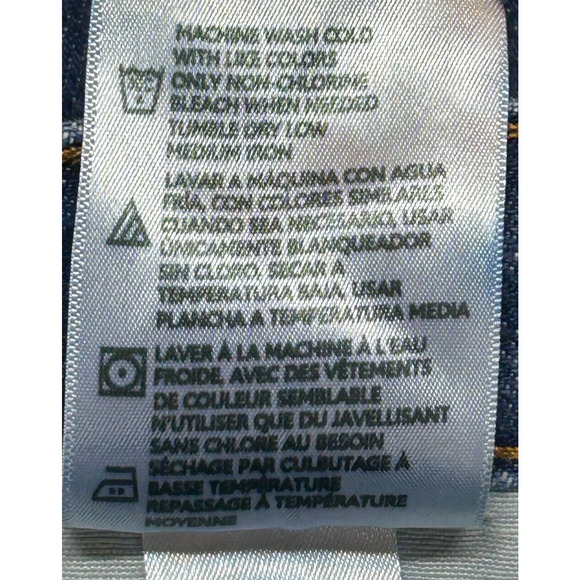 MACHINE WASH COLD
WITH LIKE COLORS
ONLY NON-CHLORINE
BLEACH WHEN NEEDED
TUMBLE DRY LOW
MEDIUM IRON
LAVAR A MÁQUINA CON AGUA
FRÍA, CON COLORES SIMILARES
CUANDO SEA NECESARIO, USAR
ÚNICAMENTE BLANQUEADOR
SIN CLORO, SECAR A
TEMPERATURA BAJA, USAR
PLANCHA A TEMPERATURA MEDIA
LAVER À LA MACHINE À L'EAU
FROIDE, AVEC DES VÊTEMENTS
DE COULEUR SEMBLABLE
N'UTILISER QUE DU JAVELLISANT
SANS CHLORE AU BESOIN
SÉCHAGE PAR CULBUTAGE À
BASSE TEMPÉRATURE
REPASSAGE À TEMPÉRATURE
MOYENNE